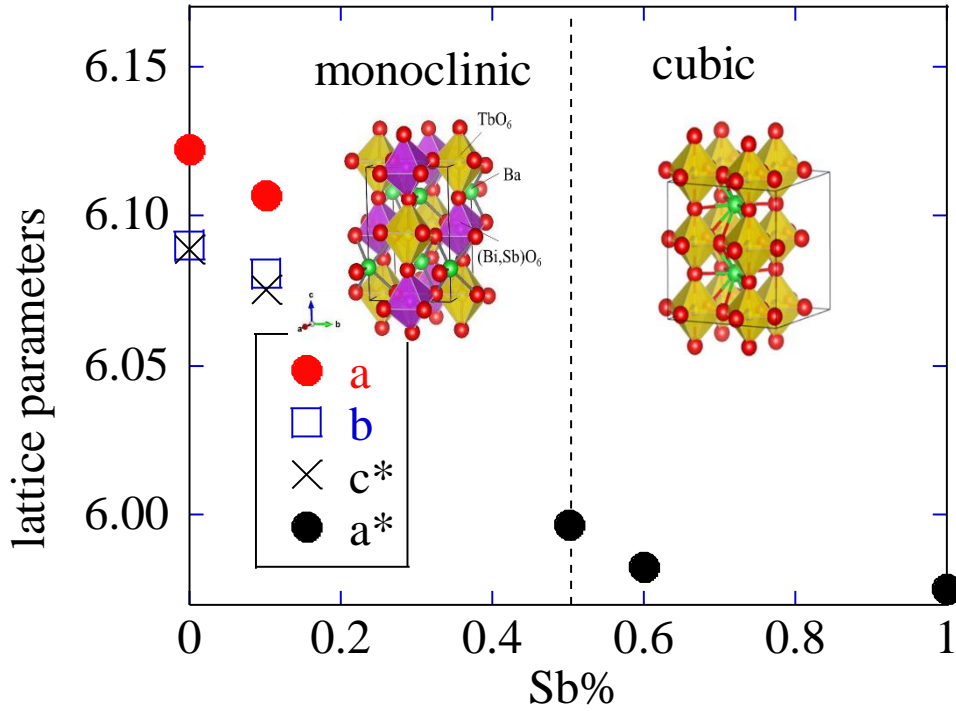 lattice parameters
6.15
6.10
6.05
6.00
monoclinic
cubic
TbO6
Ba
(Bi,Sb)O6
c
a
b
a
b
c*
a*
0
0.2
0.4
0.6
0.8
1
Sb%